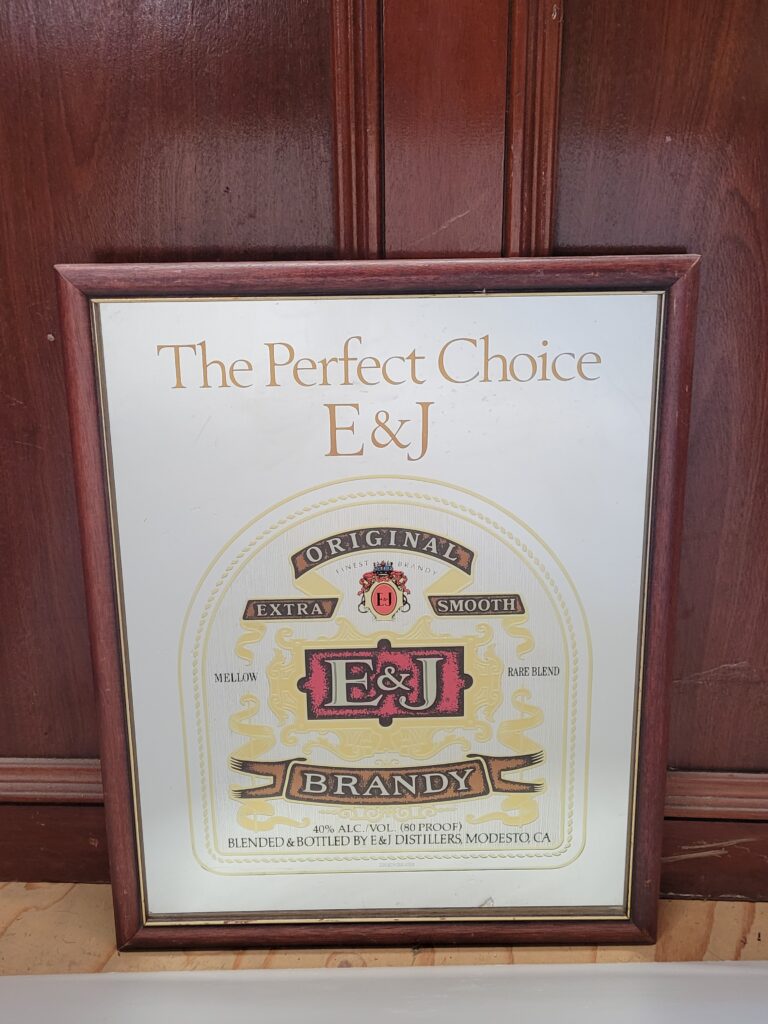 The Perfect Choice
E&J
ORIGINAL
FINEST BRANDY
E&J
EXTRA SMOOTH
MELLOW E&J RARE BLEND
BRANDY
40% ALC./VOL. (80 PROOF)
BLENDED & BOTTLED BY E&J DISTILLERS, MODESTO, CA